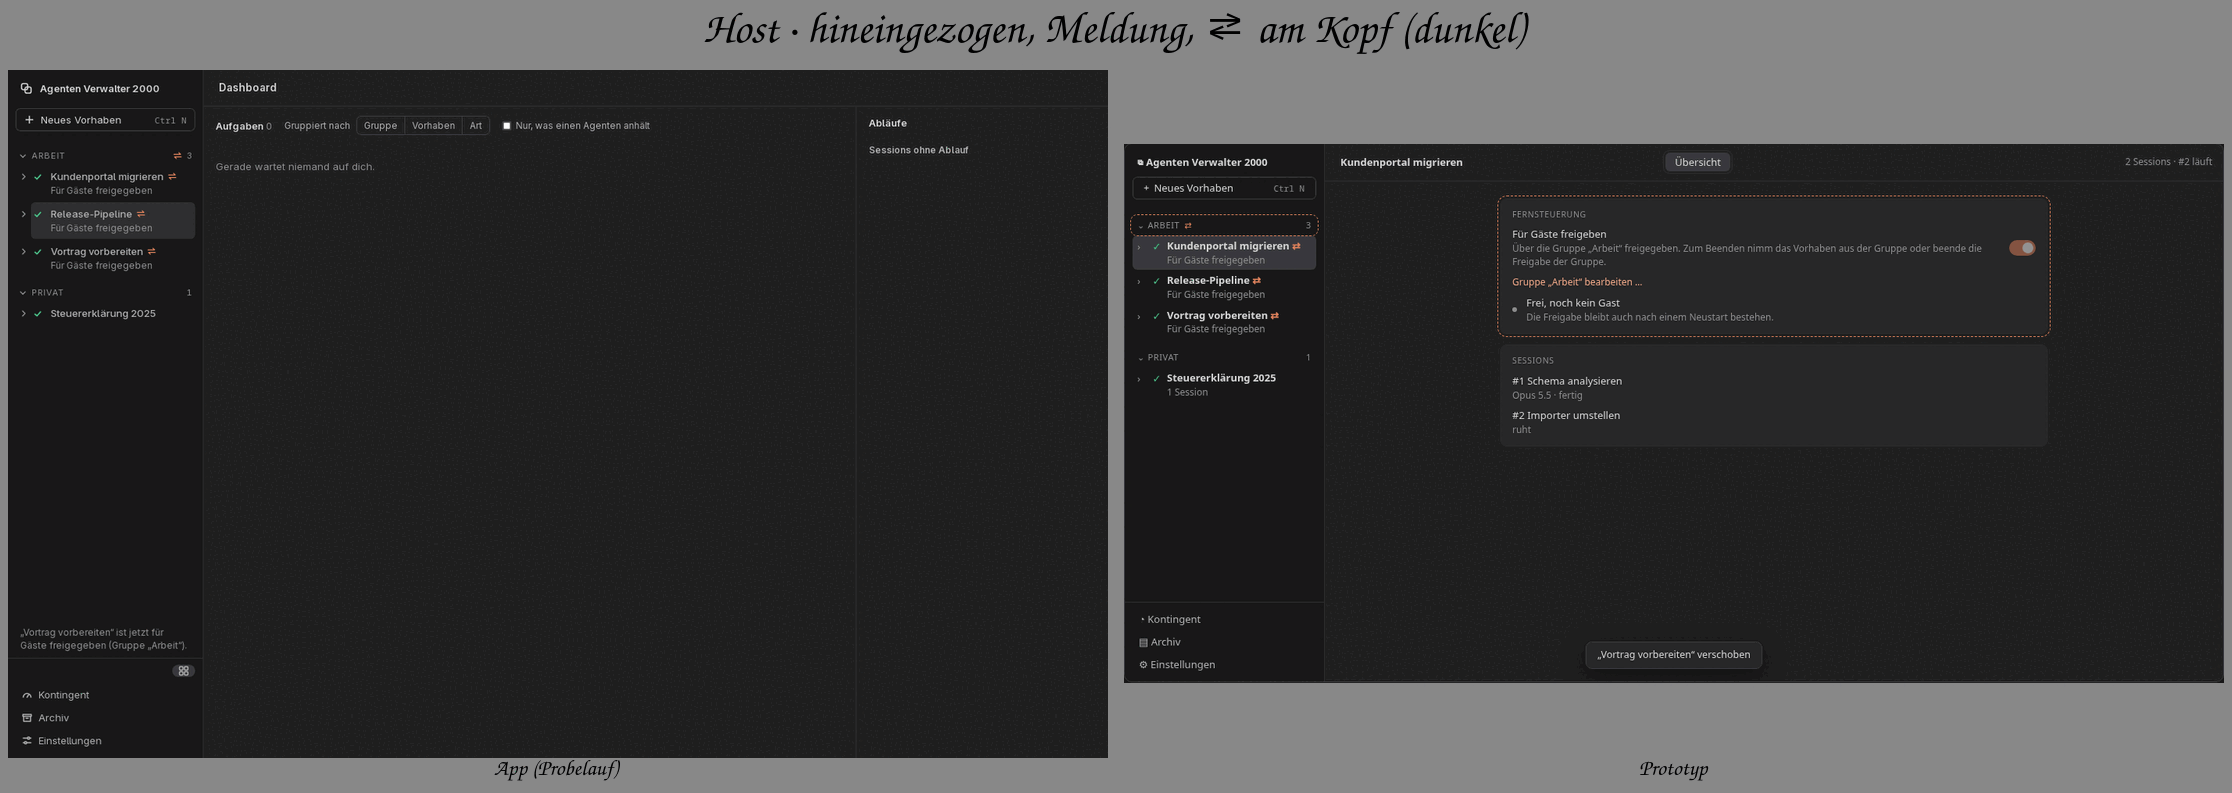 Host · hineingezogen, Meldung, ⇄ am Kopf (dunkel)
Agenten Verwalter 2000
+ Neues Vorhaben Ctrl N
ARBEIT ⇄ 3
Kundenportal migrieren ⇄
Für Gäste freigegeben
Release-Pipeline ⇄
Für Gäste freigegeben
Vortrag vorbereiten ⇄
Für Gäste freigegeben
PRIVAT 1
Steuererklärung 2025
„Vortrag vorbereiten“ ist jetzt für
Gäste freigegeben (Gruppe „Arbeit“).
Kontingent
Archiv
Einstellungen
Dashboard
Aufgaben 0 Gruppiert nach Gruppe Vorhaben Art Nur, was einen Agenten anhält
Gerade wartet niemand auf dich.
Abläufe
Sessions ohne Ablauf
App (Probelauf)
Agenten Verwalter 2000
+ Neues Vorhaben Ctrl N
ARBEIT ⇄ 3
Kundenportal migrieren ⇄
Für Gäste freigegeben
Release-Pipeline ⇄
Für Gäste freigegeben
Vortrag vorbereiten ⇄
Für Gäste freigegeben
PRIVAT 1
Steuererklärung 2025
1 Session
Kontingent
Archiv
Einstellungen
Kundenportal migrieren Übersicht 2 Sessions · #2 läuft
FERNSTEUERUNG
Für Gäste freigeben
Über die Gruppe „Arbeit“ freigegeben. Zum Beenden nimm das Vorhaben aus der Gruppe oder beende die
Freigabe der Gruppe.
Gruppe „Arbeit“ bearbeiten ...
Frei, noch kein Gast
Die Freigabe bleibt auch nach einem Neustart bestehen.
SESSIONS
#1 Schema analysieren
Opus 5.5 · fertig
#2 Importer umstellen
ruht
„Vortrag vorbereiten“ verschoben
Prototyp